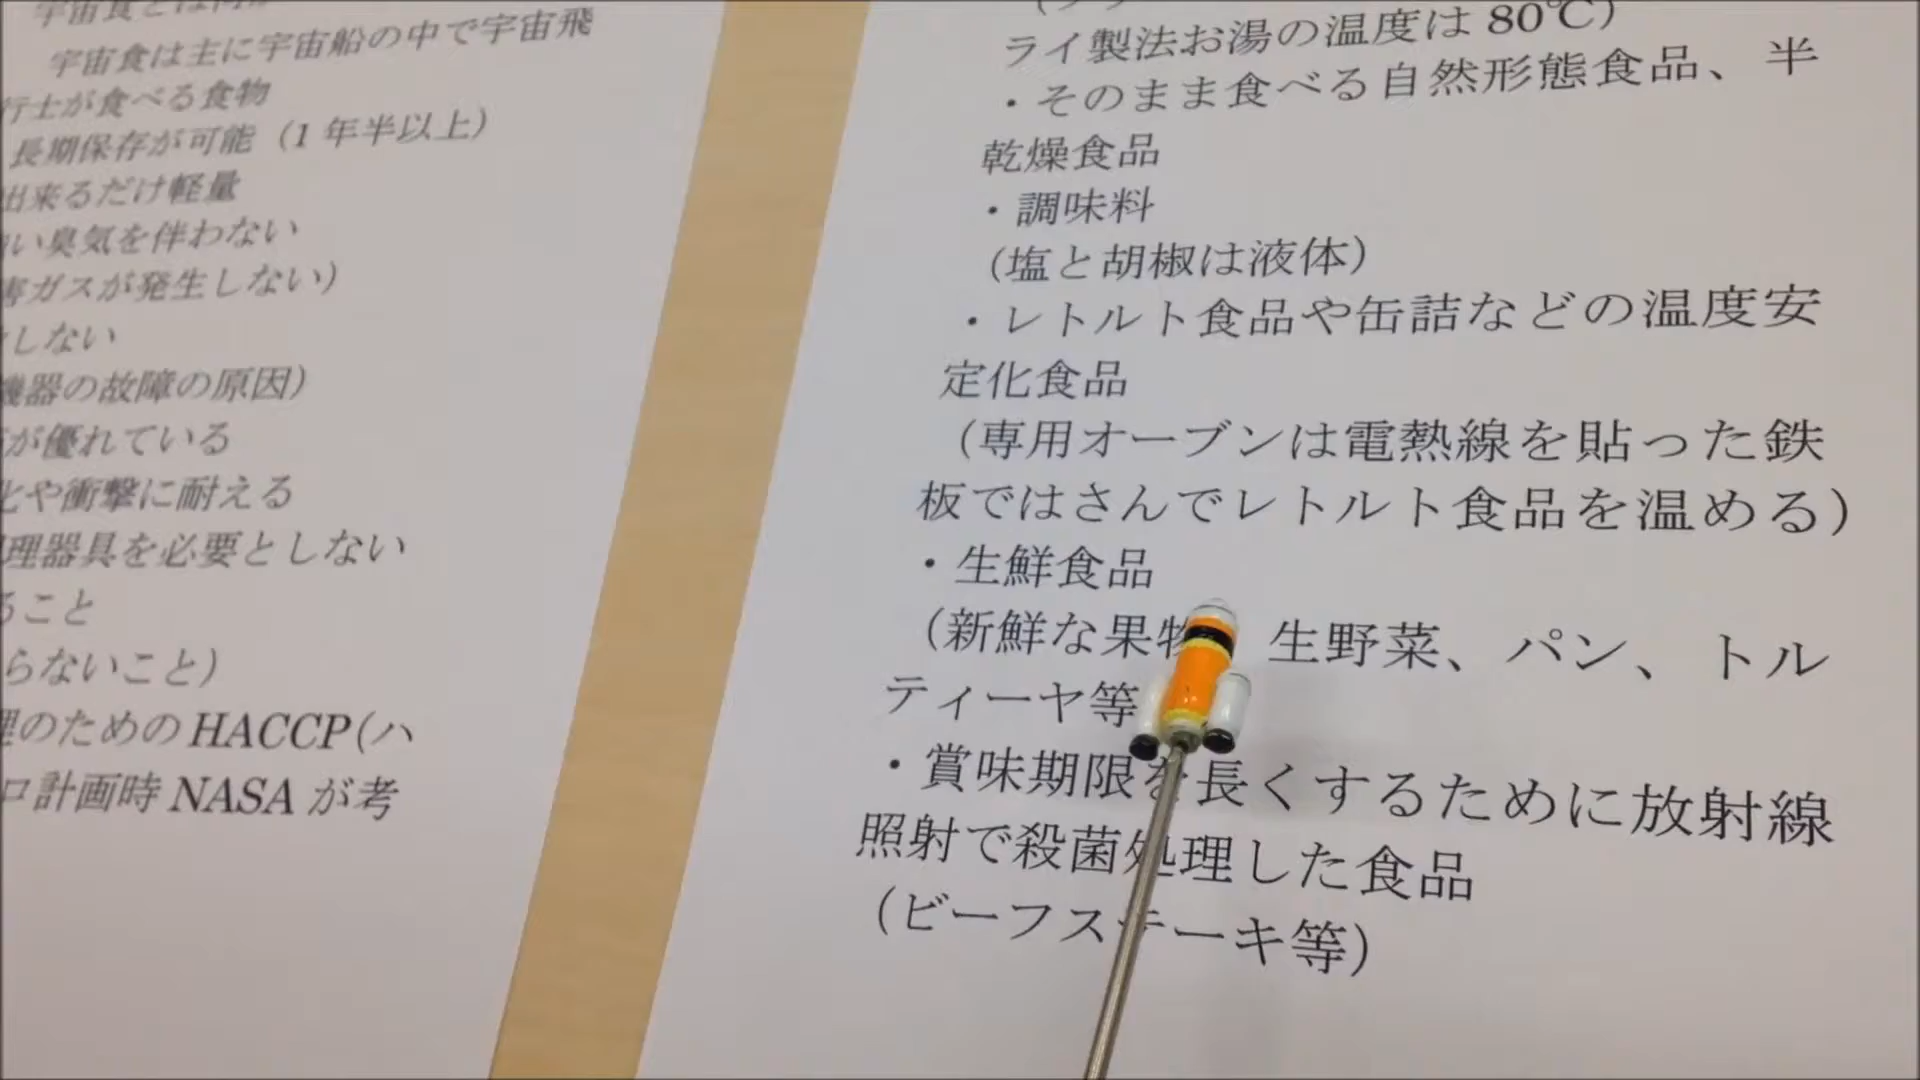 宇宙食は主に宇宙船の中で宇宙飛
行士が食べる食物
長期保存が可能（1年半以上）
出来るだけ軽量
い臭気を伴わない
害ガスが発生しない）
しない
機器の故障の原因）
が優れている
化や衝撃に耐える
理器具を必要としない
ること
らないこと）
理のためのHACCP(ハ
ロ計画時NASAが考
ライ製法お湯の温度は80℃）
・そのまま食べる自然形態食品、半
乾燥食品
・調味料
（塩と胡椒は液体）
・レトルト食品や缶詰などの温度安
定化食品
（専用オーブンは電熱線を貼った鉄
板ではさんでレトルト食品を温める）
・生鮮食品
（新鮮な果物 生野菜、パン、トル
ティーヤ等
・賞味期限を長くするために放射線
照射で殺菌処理した食品
（ビーフステーキ等）